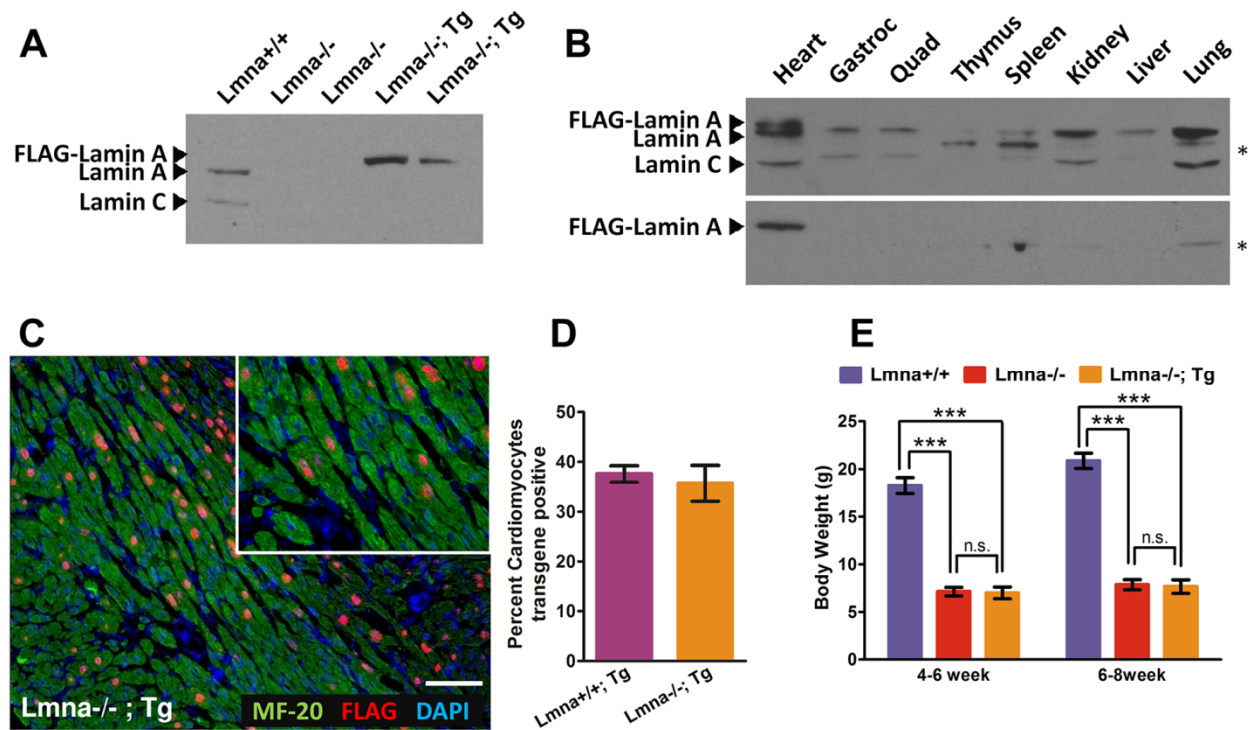 A
Lmna+/+
Lmna-/-
Lmna-/-
Lmna-/-; Tg
Lmna-/-; Tg
FLAG-Lamin A
Lamin A
Lamin C
B
Heart
Gastroc
Quad
Thymus
Spleen
Kidney
Liver
Lung
FLAG-Lamin A
Lamin A
Lamin C
*
FLAG-Lamin A
*
C
Lmna-/- ; Tg
MF-20 FLAG DAPI
D
Percent Cardiomyocytes
transgene positive
50
40
30
20
10
0
Lmna+/+; Tg
Lmna-/-; Tg
E
Lmna+/+ Lmna-/- Lmna-/-; Tg
Body Weight (g)
25
20
15
10
5
0
***
***
n.s.
***
***
n.s.
4-6 week
6-8week